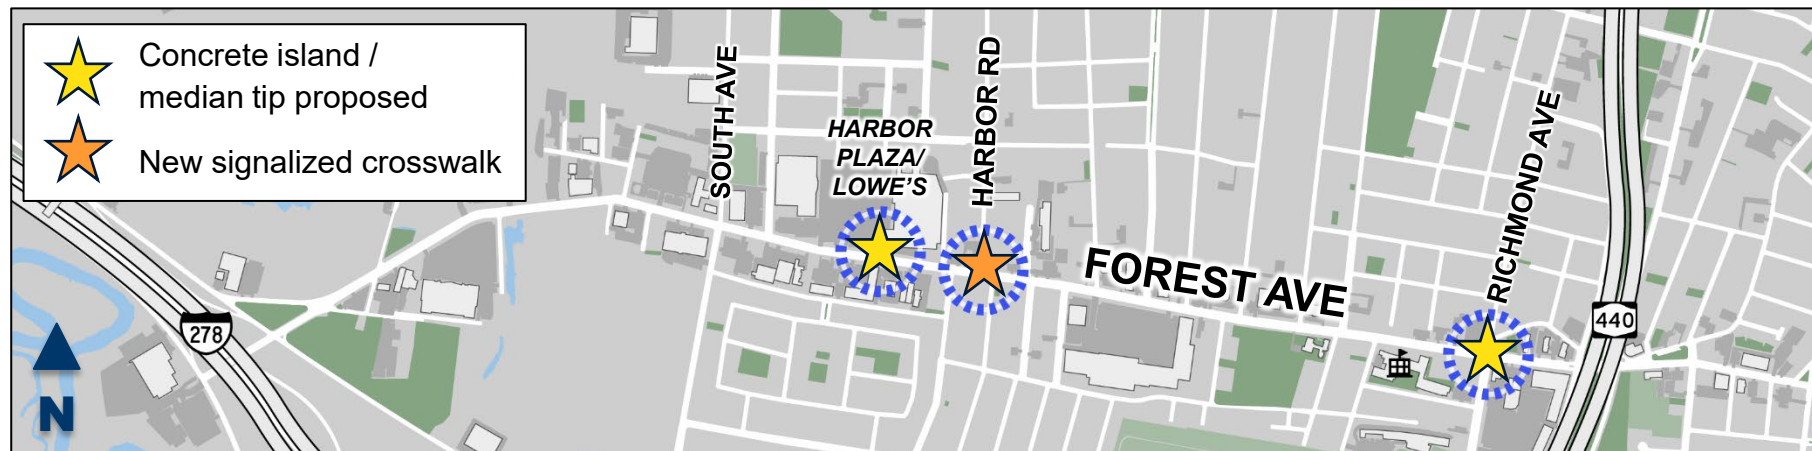 Concrete island /
median tip proposed
New signalized crosswalk
SOUTH AVE
HARBOR
PLAZA/
LOWE'S
HARBOR RD
FOREST AVE
RICHMOND AVE
278
440
N